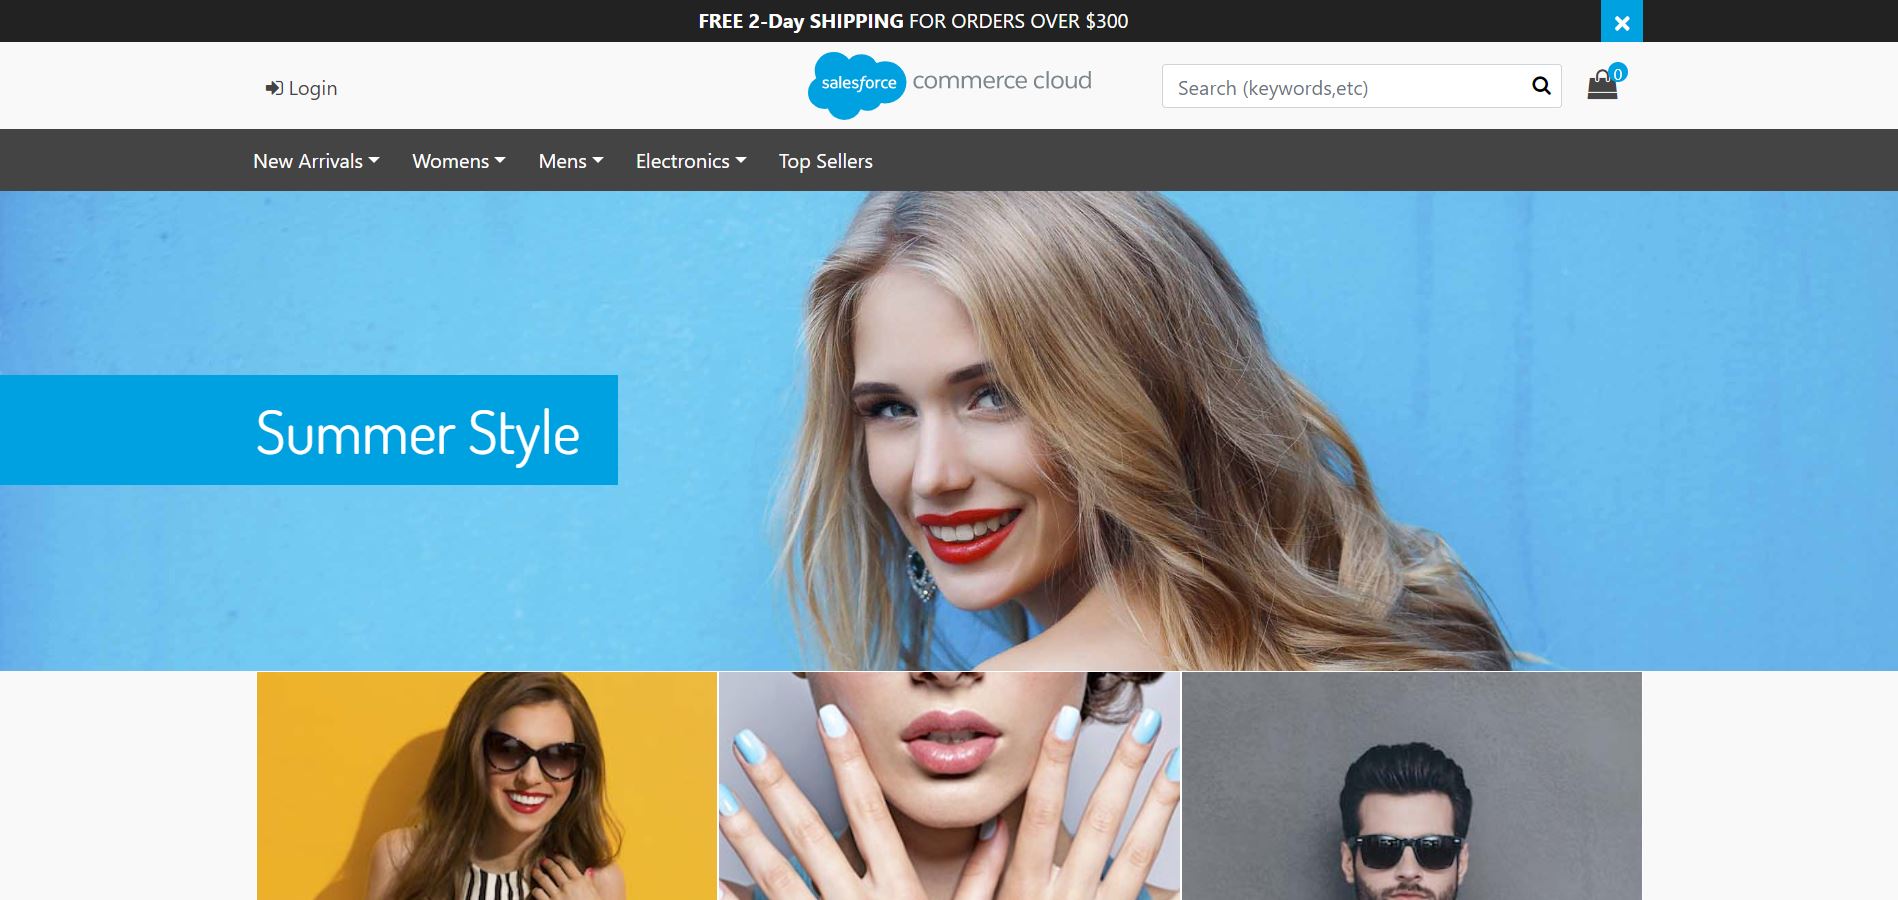 FREE 2-Day SHIPPING FOR ORDERS OVER $300
Login
salesforce commerce cloud
Search (keywords,etc)
0
New Arrivals
Womens
Mens
Electronics
Top Sellers
Summer Style